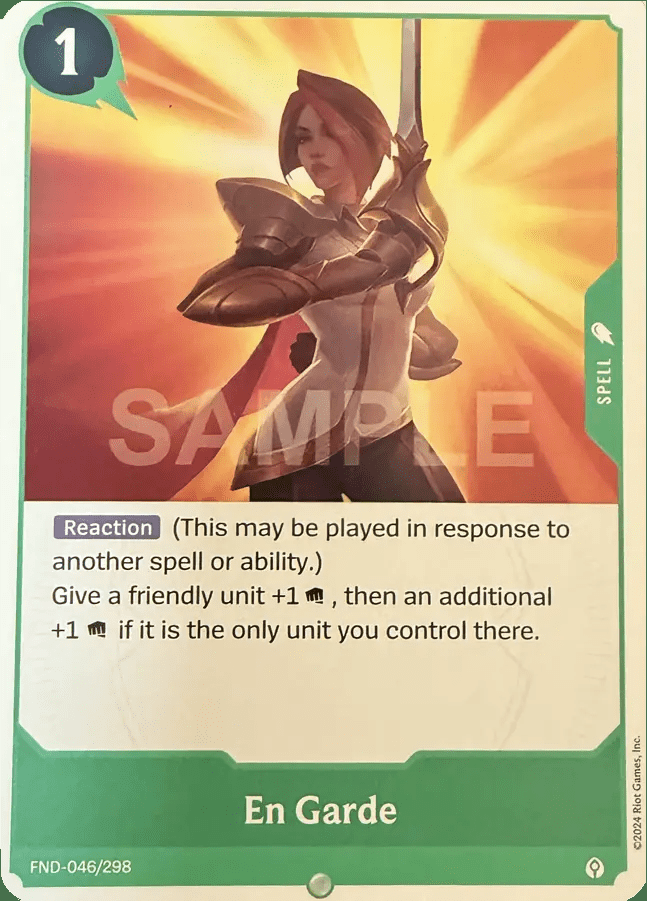 1
SAMPLE
SPELL
Reaction (This may be played in response to
another spell or ability.)
Give a friendly unit +1 , then an additional
+1 if it is the only unit you control there.
En Garde
©2024 Riot Games, Inc.
FND-046/298